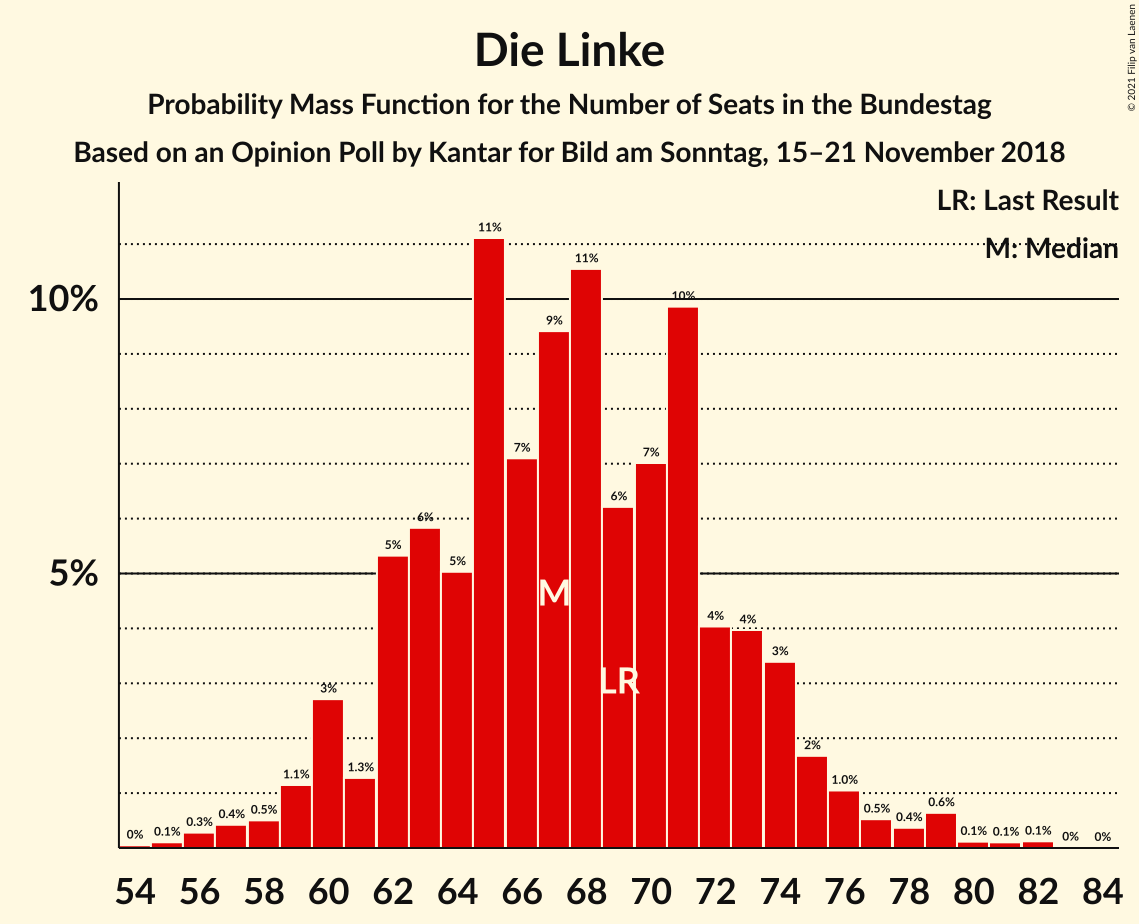 Die Linke
Probability Mass Function for the Number of Seats in the Bundestag
Based on an Opinion Poll by Kantar for Bild am Sonntag, 15–21 November 2018
© 2021 Filip van Laenen
LR: Last Result
M: Median
10%
5%
0% 0.1% 0.3% 0.4% 0.5% 1.1% 3% 1.3% 5% 6% 5% 11% 7% 9% 11% 6% 7% 10% 4% 4% 3% 2% 1.0% 0.5% 0.4% 0.6% 0.1% 0.1% 0.1% 0% 0%
M
LR
54 56 58 60 62 64 66 68 70 72 74 76 78 80 82 84